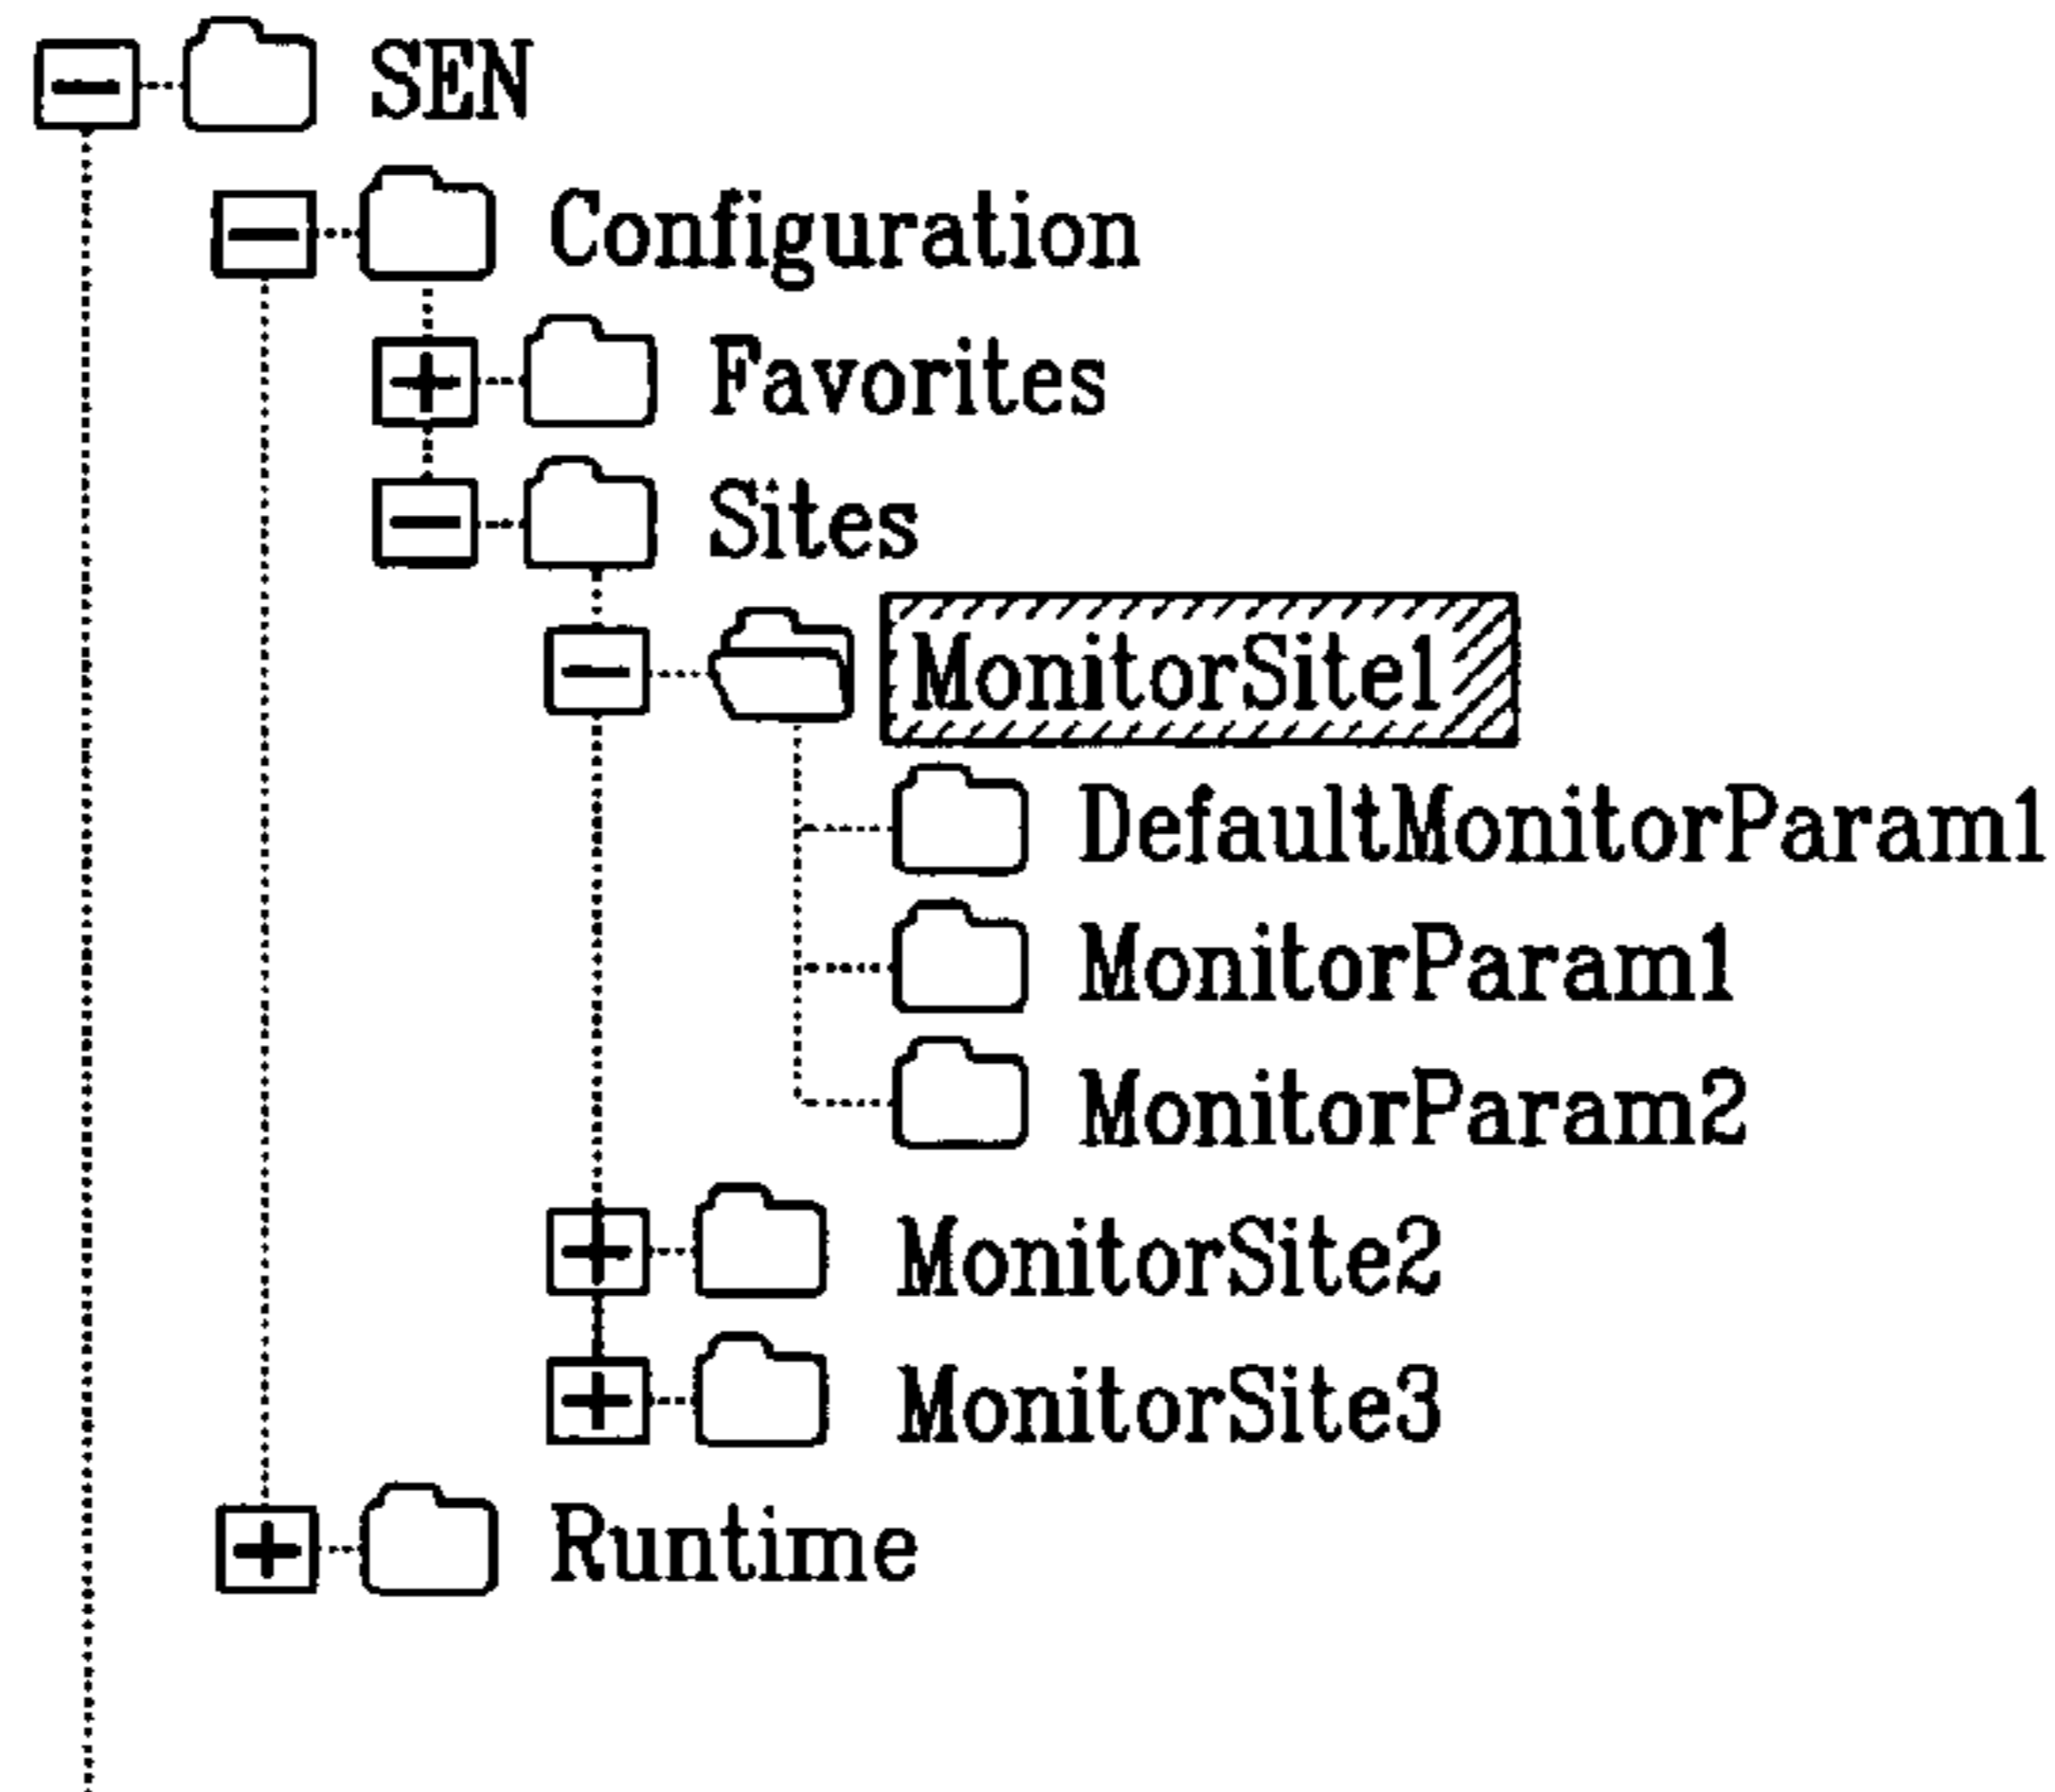 SEN
Configuration
Favorites
Sites
MonitorSite1
DefaultMonitorParam1
MonitorParam1
MonitorParam2
MonitorSite2
MonitorSite3
Runtime